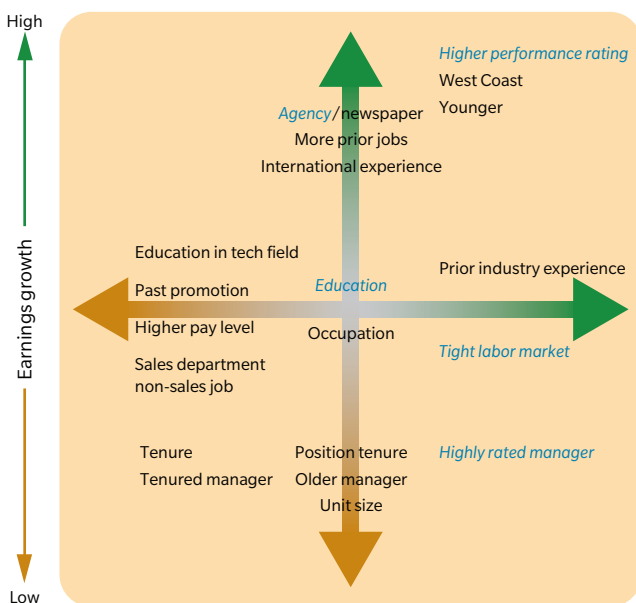 High
Higher performance rating
West Coast
Younger
Agency/newspaper
More prior jobs
International experience
Earnings growth
Education in tech field
Past promotion
Higher pay level
Sales department
non-sales job
Education
Occupation
Prior industry experience
Tight labor market
Tenure
Tenured manager
Position tenure
Older manager
Unit size
Highly rated manager
Low